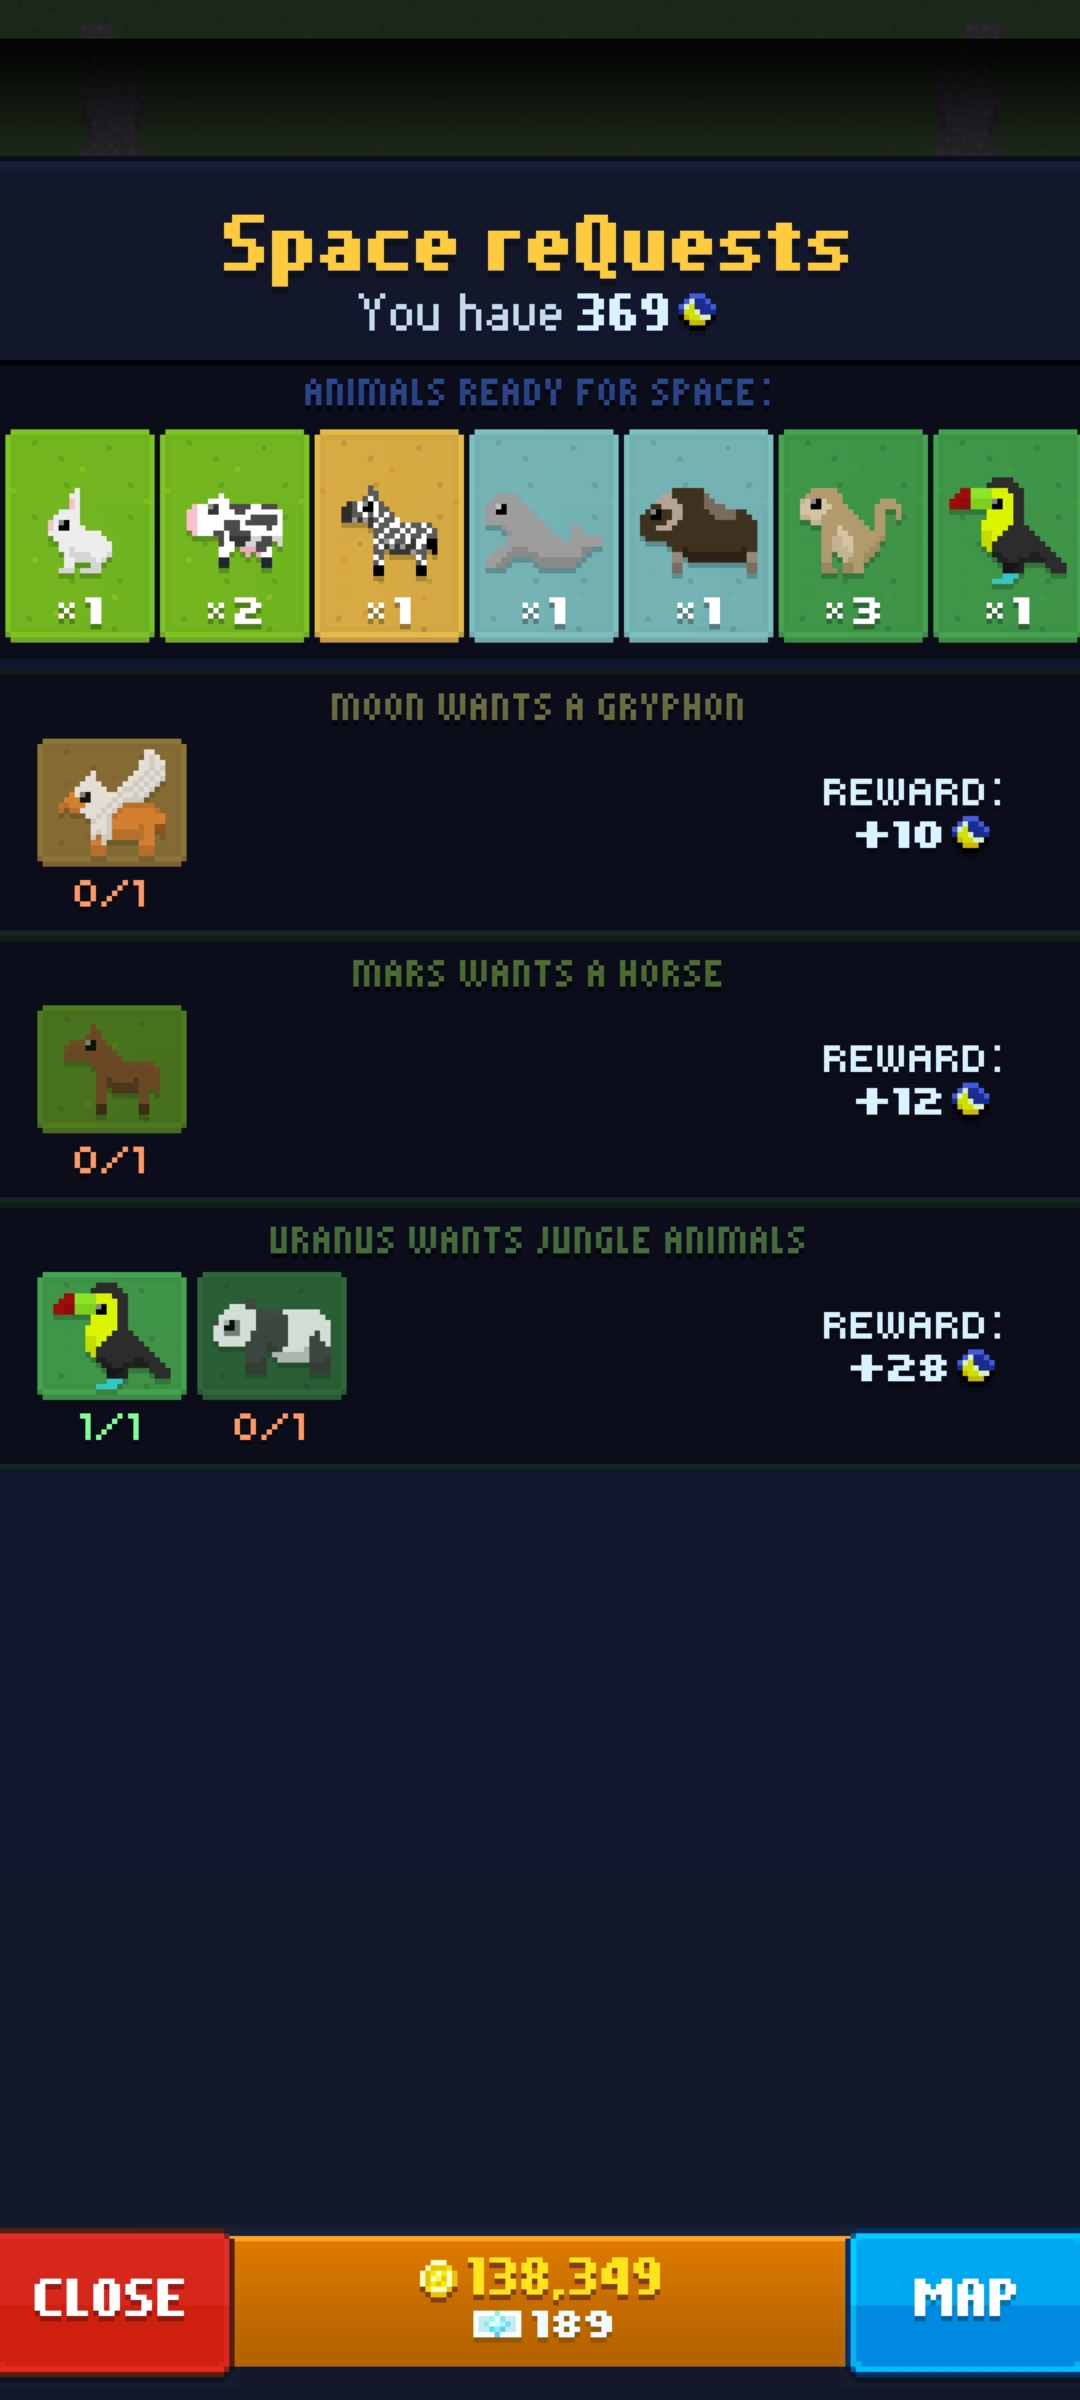 Space reQuests
You have 369
ANIMALS READY FOR SPACE:
×1 ×2 ×1 ×1 ×1 ×3 ×1
MOON WANTS A GRYPHON
REWARD:
+10
0/1
MARS WANTS A HORSE
REWARD:
+12
0/1
URANUS WANTS JUNGLE ANIMALS
REWARD:
+28
1/1 0/1
CLOSE
138,349
189
MAP